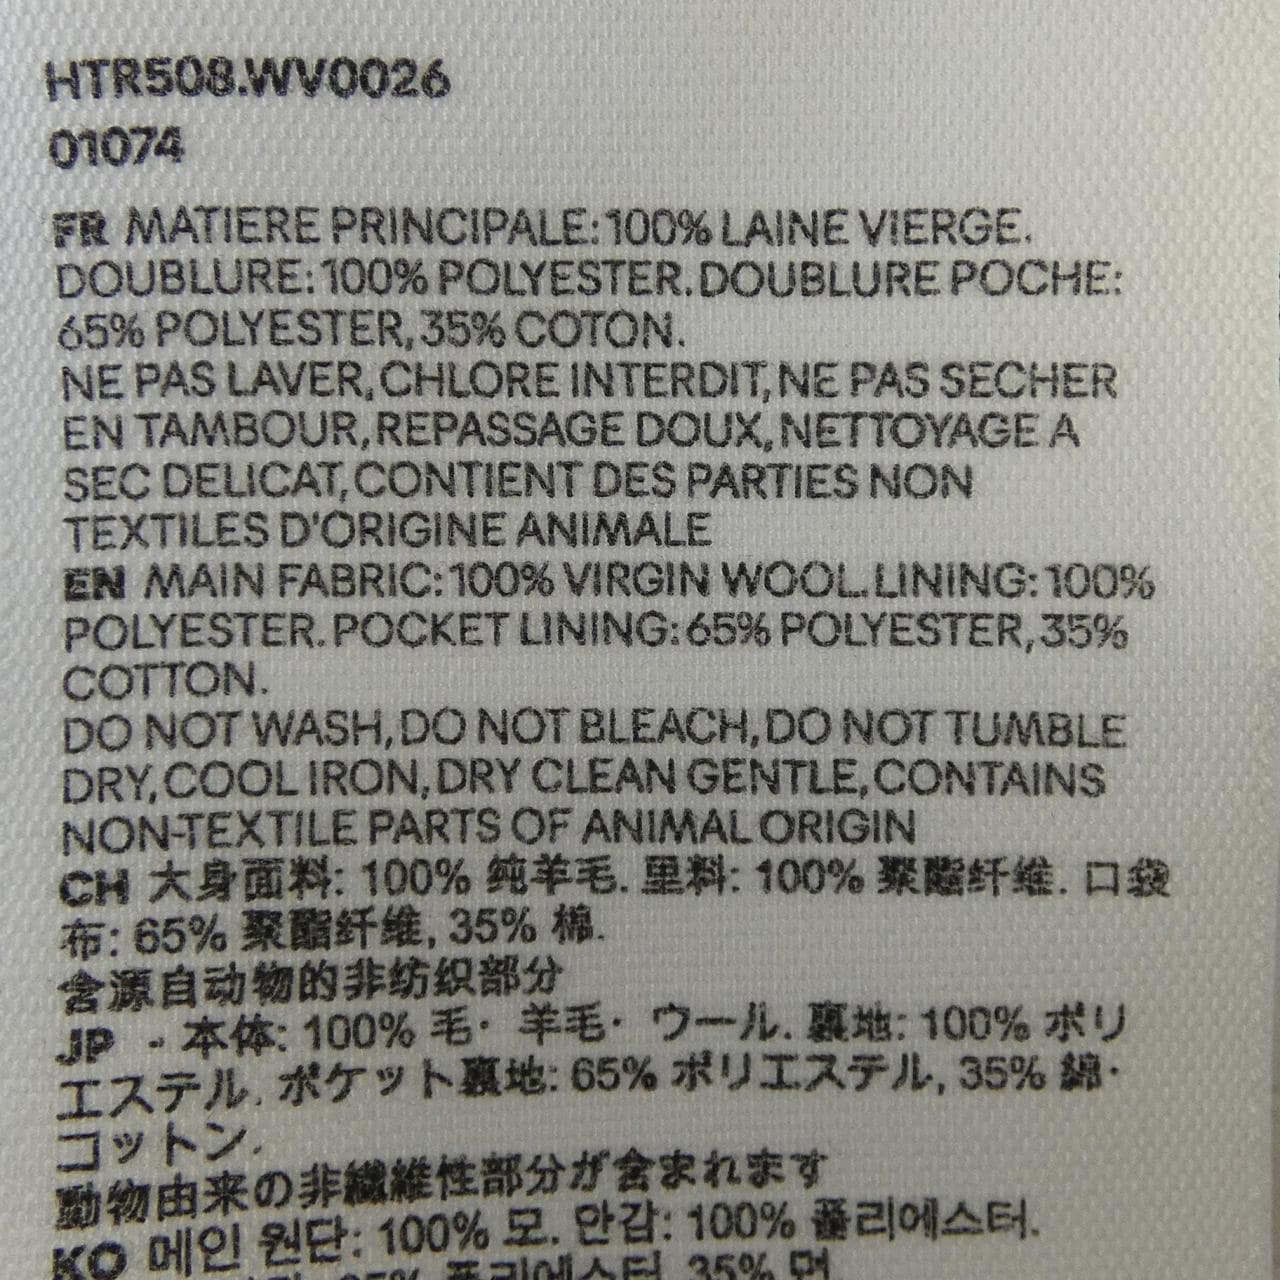 HTR508.WV0026
01074
FR MATIERE PRINCIPALE: 100% LAINE VIERGE.
DOUBLURE: 100% POLYESTER. DOUBLURE POCHE:
65% POLYESTER, 35% COTON.
NE PAS LAVER, CHLORE INTERDIT, NE PAS SECHER
EN TAMBOUR, REPASSAGE DOUX, NETTOYAGE A
SEC DELICAT, CONTIENT DES PARTIES NON
TEXTILES D'ORIGINE ANIMALE
EN MAIN FABRIC: 100% VIRGIN WOOL. LINING: 100%
POLYESTER. POCKET LINING: 65% POLYESTER, 35%
COTTON.
DO NOT WASH, DO NOT BLEACH, DO NOT TUMBLE
DRY, COOL IRON, DRY CLEAN GENTLE, CONTAINS
NON-TEXTILE PARTS OF ANIMAL ORIGIN
CH 大身面料: 100% 纯羊毛. 里料: 100% 聚酯纤维. 口袋
布: 65% 聚酯纤维, 35% 棉.
含源自动物的非纺织部分
JP - 本体: 100% 毛· 羊毛· ウール. 裏地: 100% ポリ
エステル. ポケット裏地: 65% ポリエステル, 35% 綿·
コットン.
動物由来の非繊維性部分が含まれます
KO 메인 원단: 100% 모. 안감: 100% 폴리에스터.
65% 폴리에스터, 35% 면